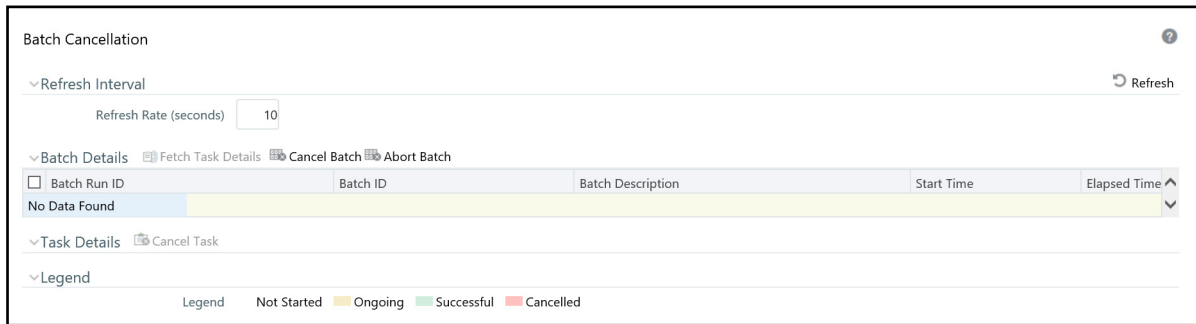 Batch Cancellation
Refresh Interval
Refresh
Refresh Rate (seconds) 10
Batch Details Fetch Task Details Cancel Batch Abort Batch
Batch Run ID Batch ID Batch Description Start Time Elapsed Time
No Data Found
Task Details Cancel Task
Legend
Legend Not Started Ongoing Successful Cancelled